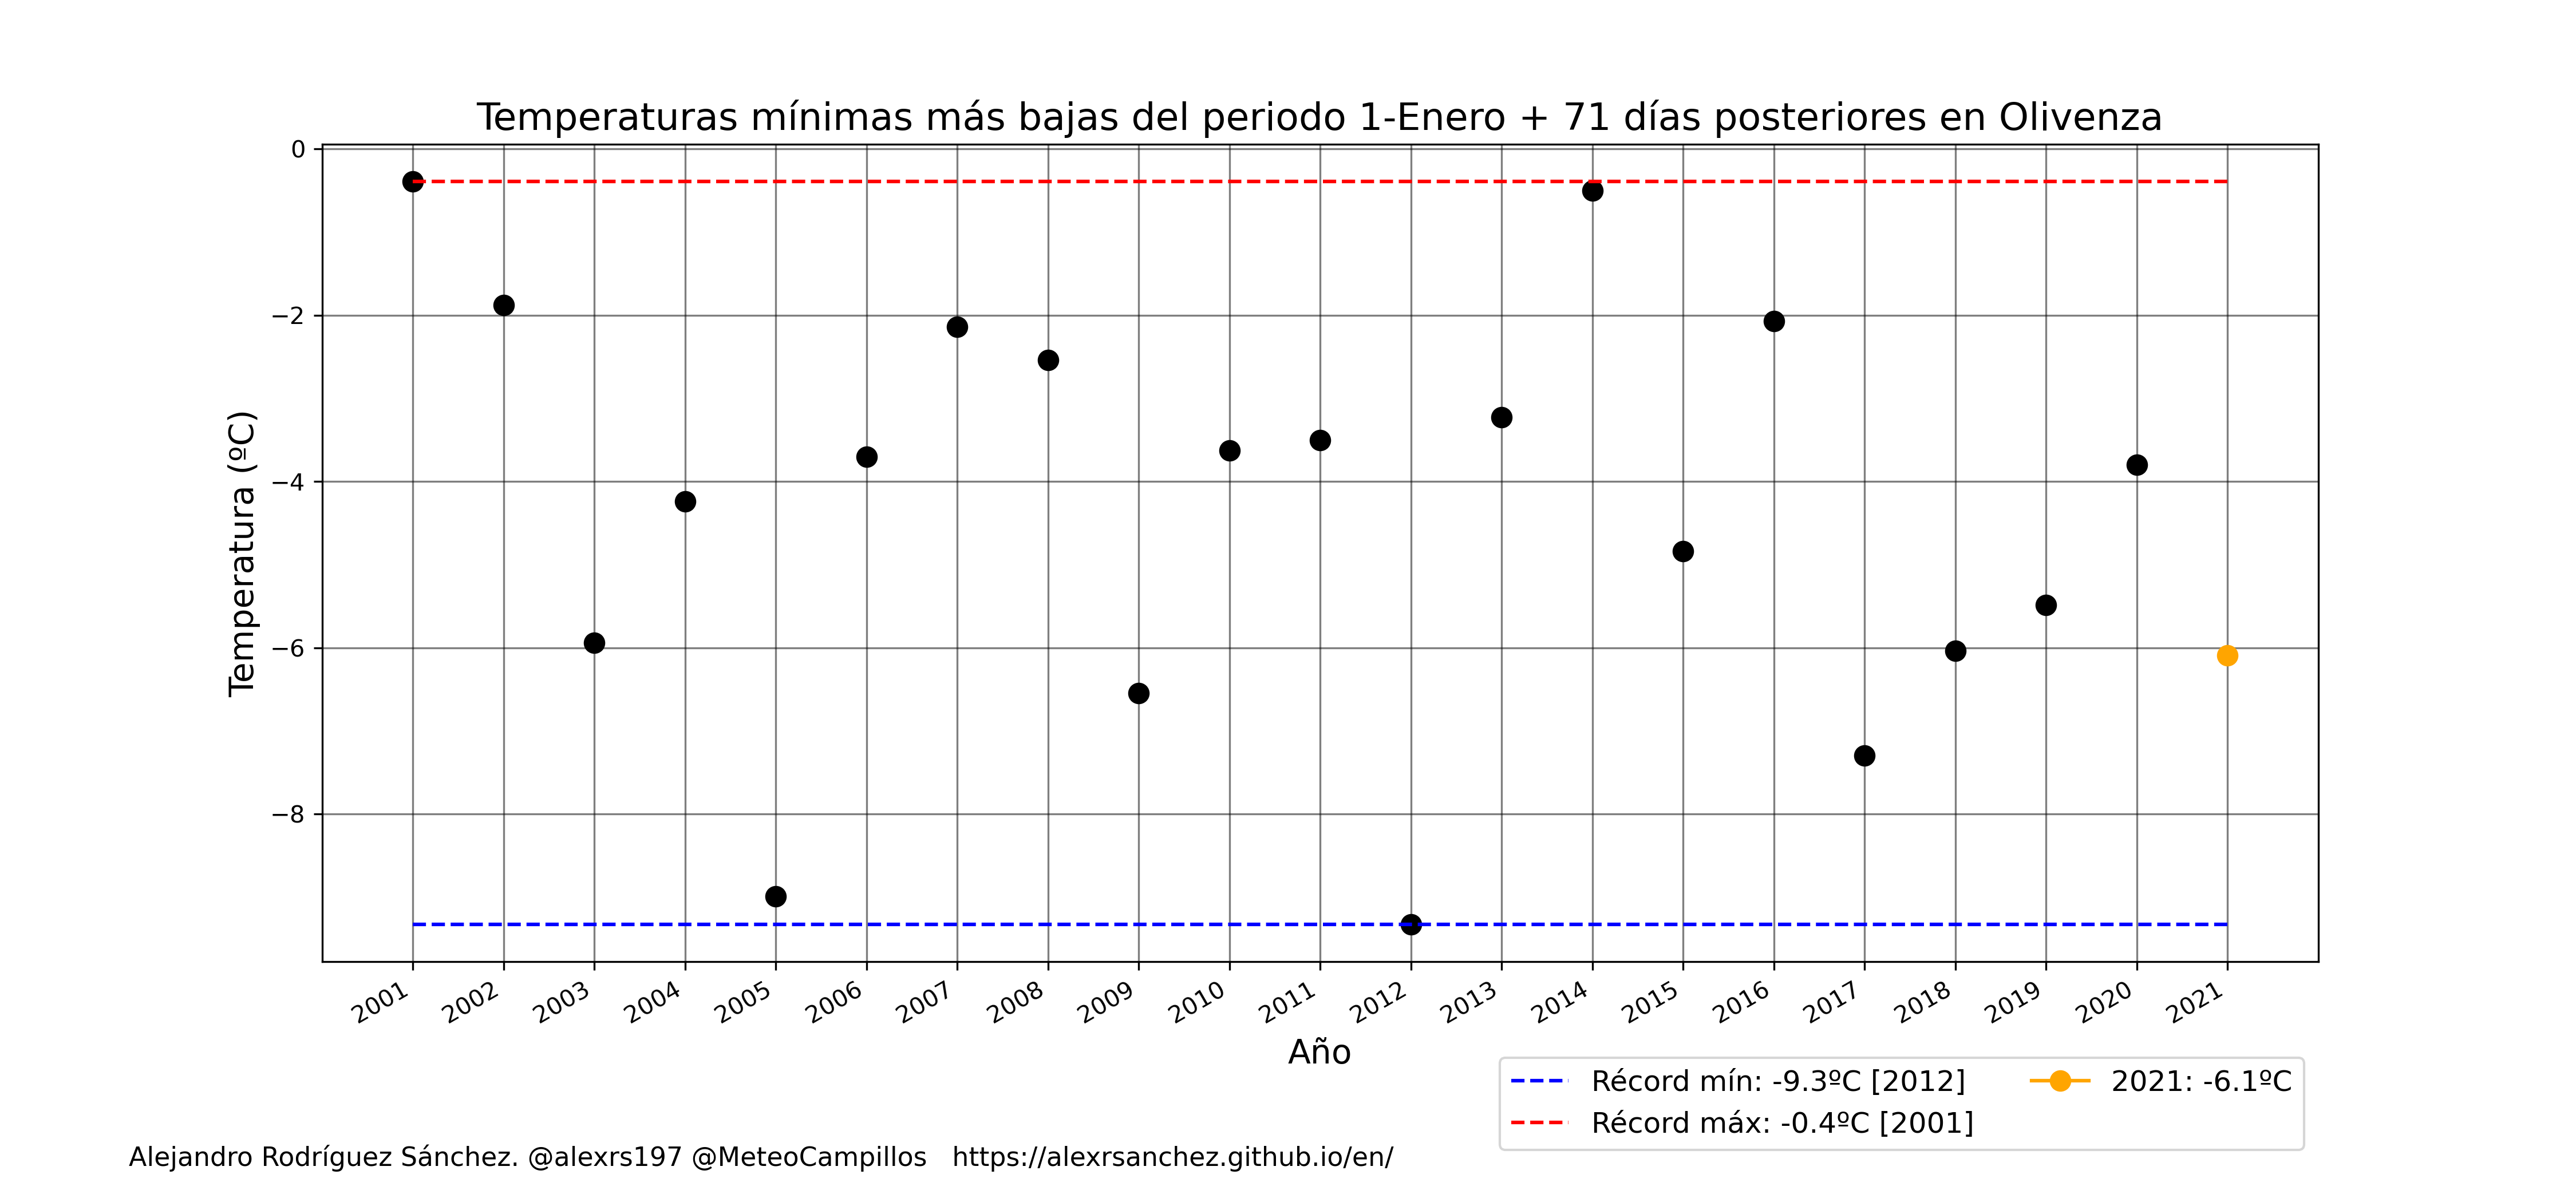 Temperaturas mínimas más bajas del periodo 1-Enero + 71 días posteriores en Olivenza
Temperatura (ºC)
0
−2
−4
−6
−8
2001 2002 2003 2004 2005 2006 2007 2008 2009 2010 2011 2012 2013 2014 2015 2016 2017 2018 2019 2020 2021
Año
Récord mín: -9.3ºC [2012]
Récord máx: -0.4ºC [2001]
2021: -6.1ºC
Alejandro Rodríguez Sánchez. @alexrs197 @MeteoCampillos https://alexrsanchez.github.io/en/